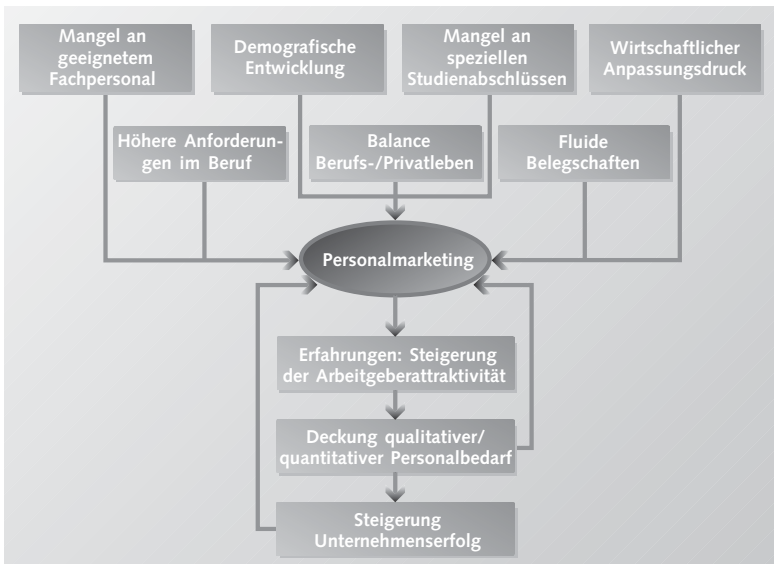 Mangel an
geeignetem
Fachpersonal
Demografische
Entwicklung
Mangel an
speziellen
Studienabschlüssen
Wirtschaftlicher
Anpassungsdruck
Höhere Anforderun-
gen im Beruf
Balance
Berufs-/Privatleben
Fluide
Belegschaften
Personalmarketing
Erfahrungen: Steigerung
der Arbeitgeberattraktivität
Deckung qualitativer/
quantitativer Personalbedarf
Steigerung
Unternehmenserfolg